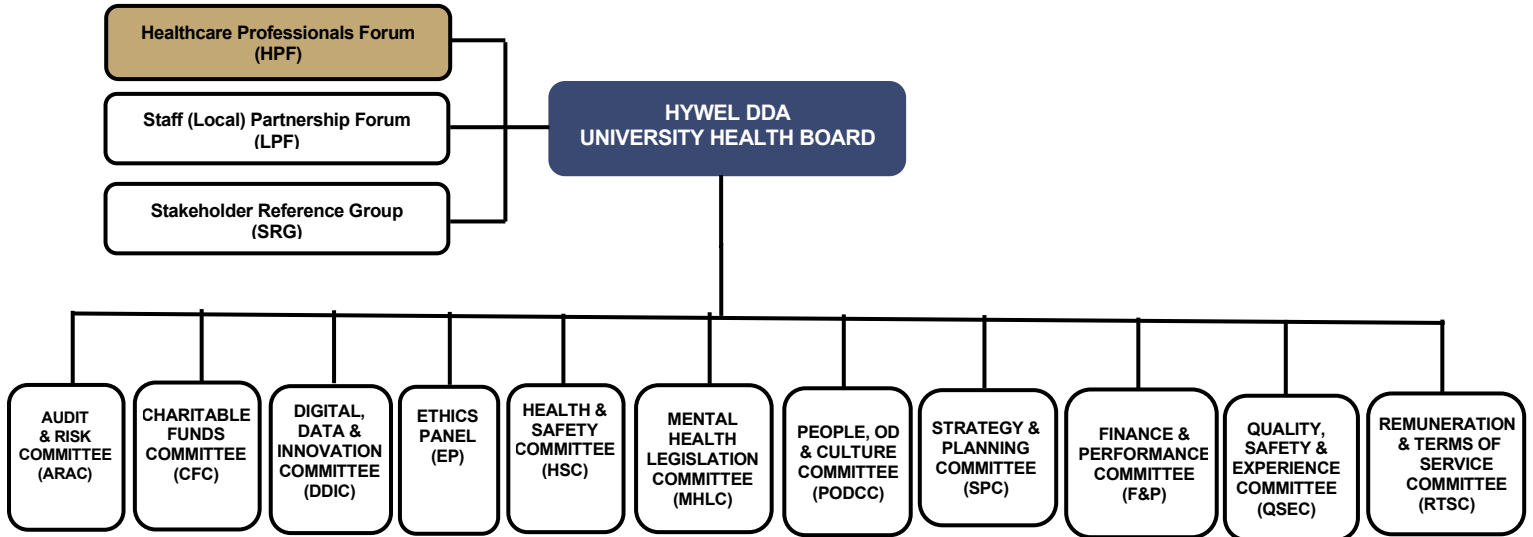 Healthcare Professionals Forum
(HPF)
Staff (Local) Partnership Forum
(LPF)
Stakeholder Reference Group
(SRG)
HYWEL DDA
UNIVERSITY HEALTH BOARD
AUDIT
& RISK
COMMITTEE
(ARAC)
CHARITABLE
FUNDS
COMMITTEE
(CFC)
DIGITAL,
DATA &
INNOVATION
COMMITTEE
(DDIC)
ETHICS
PANEL
(EP)
HEALTH &
SAFETY
COMMITTEE
(HSC)
MENTAL
HEALTH
LEGISLATION
COMMITTEE
(MHLC)
PEOPLE, OD
& CULTURE
COMMITTEE
(PODCC)
STRATEGY &
PLANNING
COMMITTEE
(SPC)
FINANCE &
PERFORMANCE
COMMITTEE
(F&P)
QUALITY,
SAFETY &
EXPERIENCE
COMMITTEE
(QSEC)
REMUNERATION
& TERMS OF
SERVICE
COMMITTEE
(RTSC)